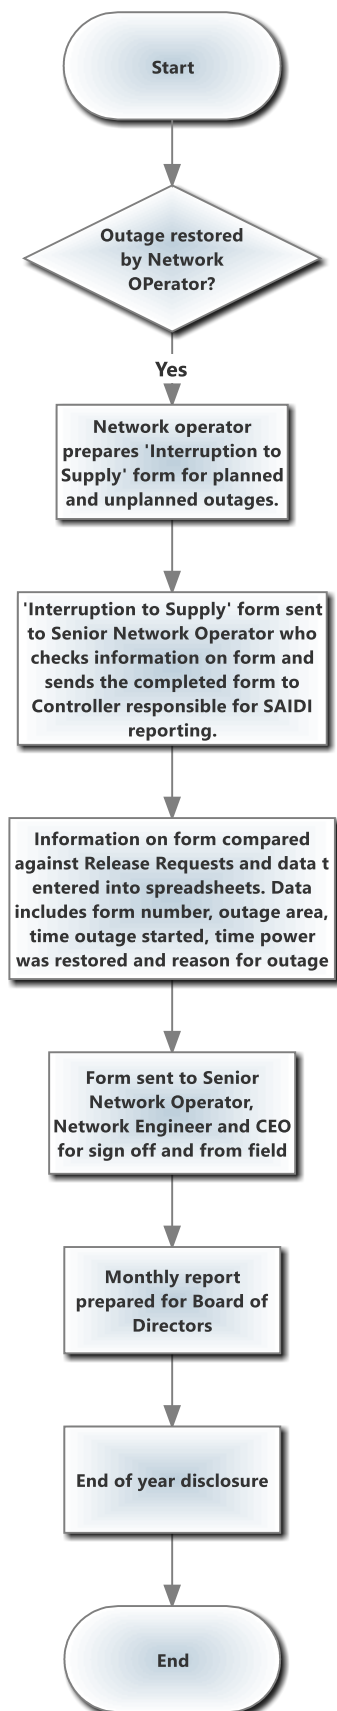 Start
Outage restored
by Network
OPerator?
Yes
Network operator
prepares 'Interruption to
Supply' form for planned
and unplanned outages.
'Interruption to Supply' form sent
to Senior Network Operator who
checks information on form and
sends the completed form to
Controller responsible for SAIDI
reporting.
Information on form compared
against Release Requests and data t
entered into spreadsheets. Data
includes form number, outage area,
time outage started, time power
was restored and reason for outage
Form sent to Senior
Network Operator,
Network Engineer and CEO
for sign off and from field
Monthly report
prepared for Board of
Directors
End of year disclosure
End